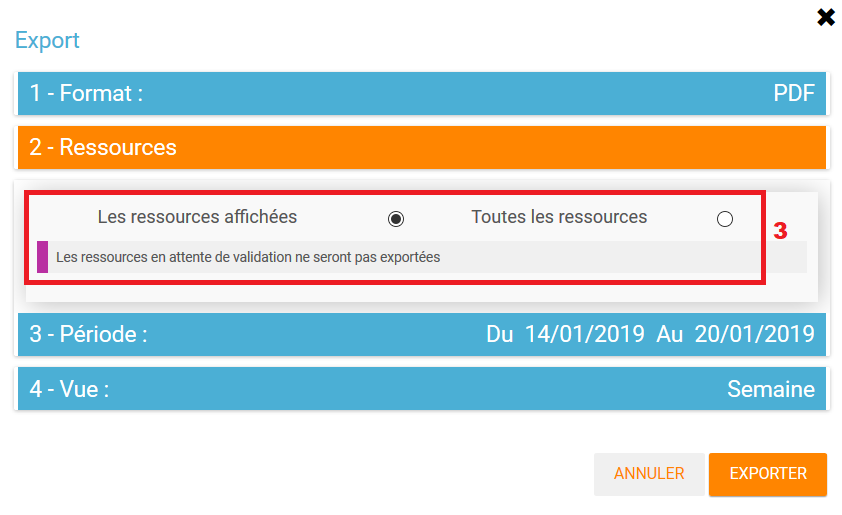 ✖
Export
1 - Format : PDF
2 - Ressources
Les ressources affichées Toutes les ressources
3
Les ressources en attente de validation ne seront pas exportées
3 - Période : Du 14/01/2019 Au 20/01/2019
4 - Vue : Semaine
ANNULER EXPORTER